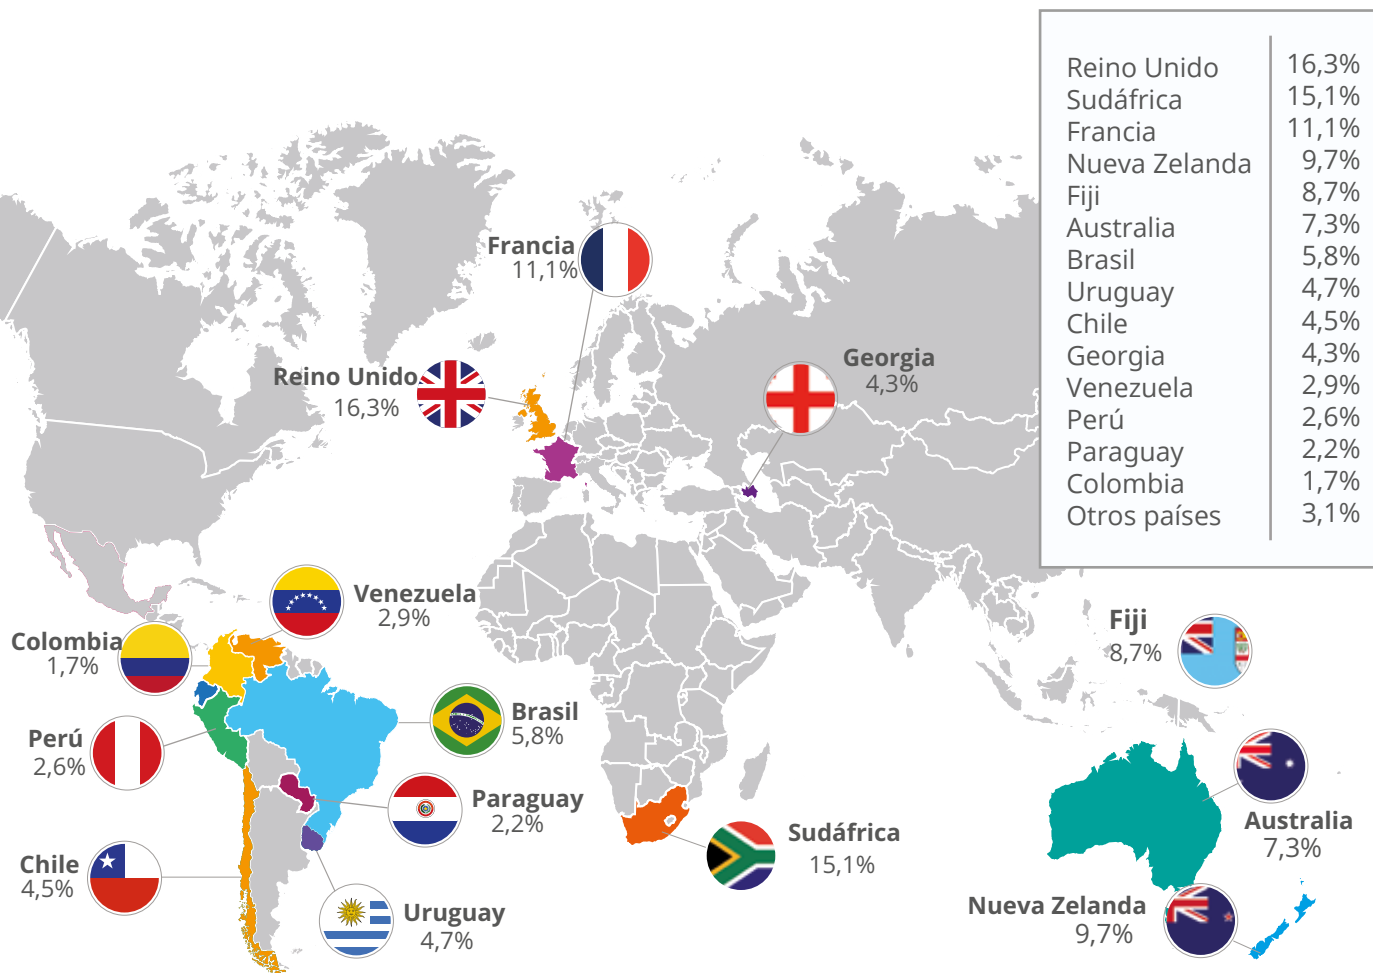 Reino Unido 16,3%
Sudáfrica 15,1%
Francia 11,1%
Nueva Zelanda 9,7%
Fiji 8,7%
Australia 7,3%
Brasil 5,8%
Uruguay 4,7%
Chile 4,5%
Georgia 4,3%
Venezuela 2,9%
Perú 2,6%
Paraguay 2,2%
Colombia 1,7%
Otros países 3,1%
Francia
11,1%
Reino Unido
16,3%
Georgia
4,3%
Venezuela
2,9%
Colombia
1,7%
Fiji
8,7%
Brasil
5,8%
Perú
2,6%
Paraguay
2,2%
Sudáfrica
15,1%
Australia
7,3%
Chile
4,5%
Uruguay
4,7%
Nueva Zelanda
9,7%